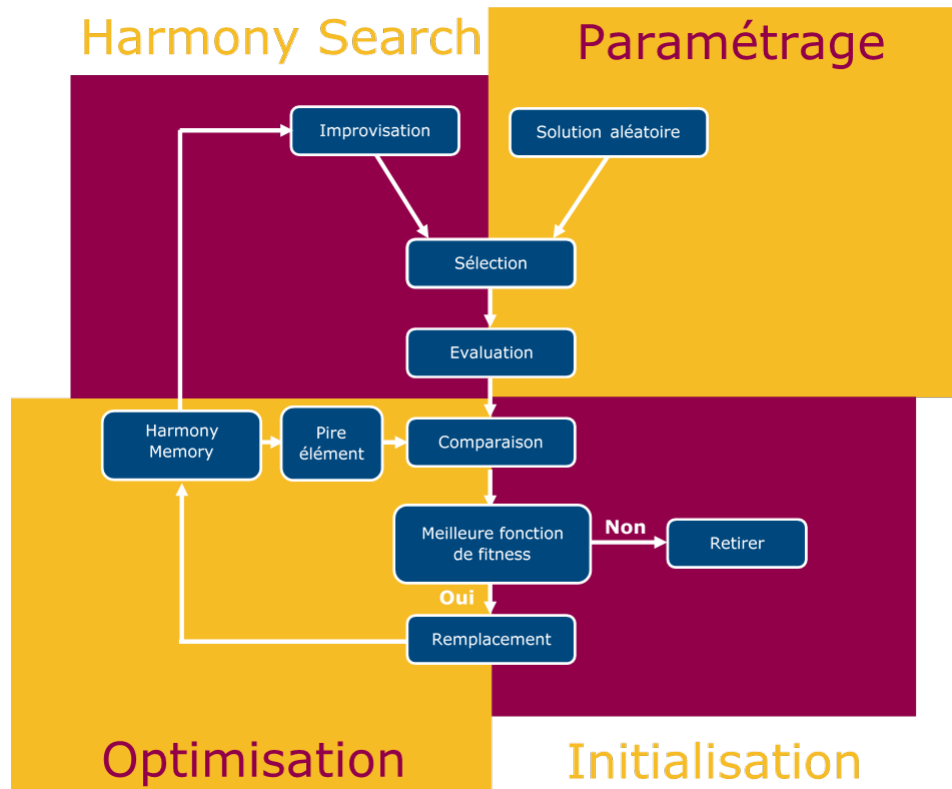 Harmony Search
Paramétrage
Improvisation
Solution aléatoire
Sélection
Evaluation
Harmony
Memory
Pire
élément
Comparaison
Meilleure fonction
de fitness
Non
Retirer
Oui
Remplacement
Optimisation
Initialisation